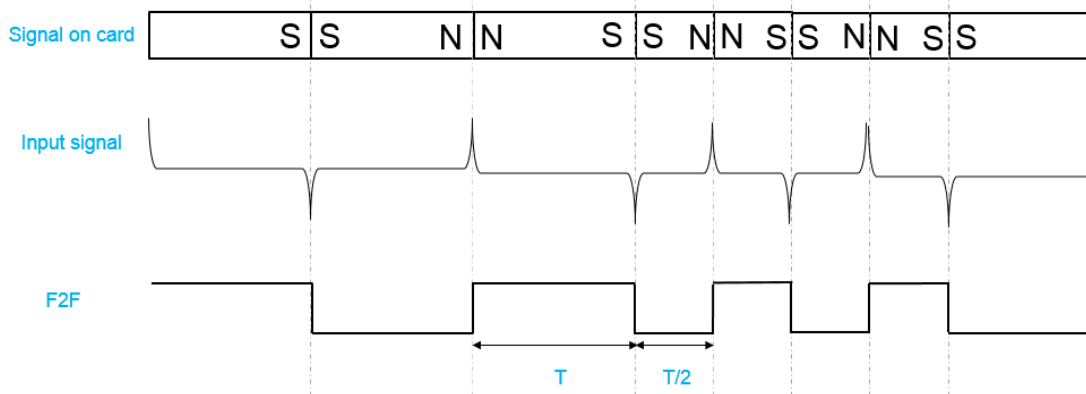 Signal on card S S N N S S N N S S N N S S
Input signal
F2F
T T/2